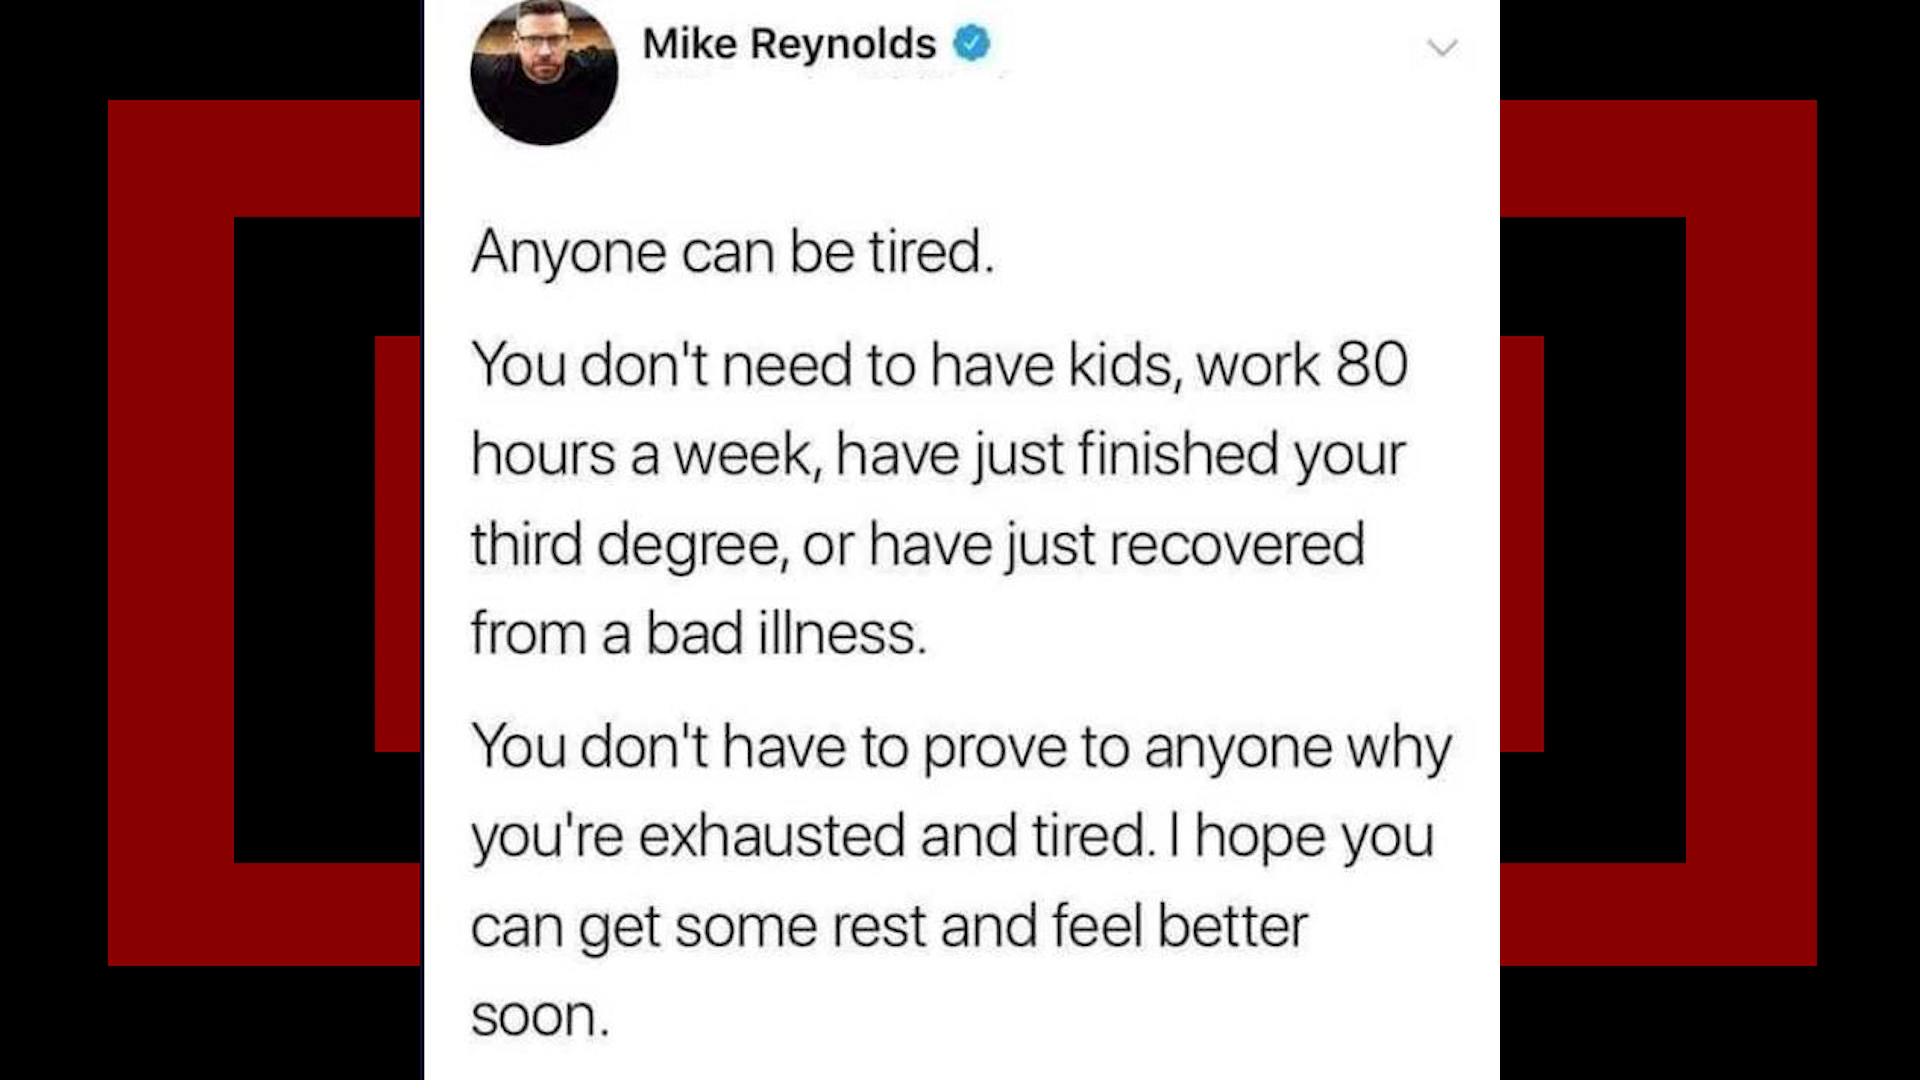 Mike Reynolds
Anyone can be tired.
You don't need to have kids, work 80
hours a week, have just finished your
third degree, or have just recovered
from a bad illness.
You don't have to prove to anyone why
you're exhausted and tired. I hope you
can get some rest and feel better
soon.